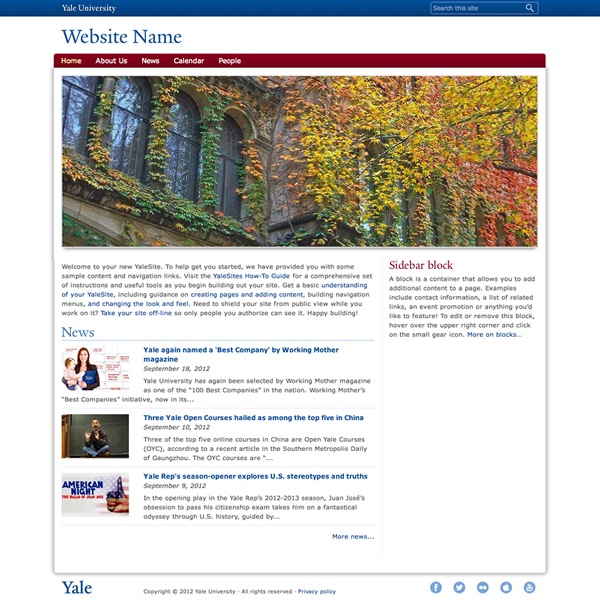 Yale University
Search this site
Website Name
Home About Us News Calendar People
Welcome to your new YaleSite. To help get you started, we have provided you with some
sample content and navigation links. Visit the YaleSites How-To Guide for a comprehensive set
of instructions and useful tools as you begin building out your site. Get a basic understanding
of your YaleSite, including guidance on creating pages and adding content, building navigation
menus, and changing the look and feel. Need to shield your site from public view while you
work on it? Take your site off-line so only people you authorize can see it. Happy building!
News
Yale again named a ‘Best Company’ by Working Mother
magazine
September 18, 2012
Yale University has again been selected by Working Mother magazine
as one of the “100 Best Companies” in the nation. Working Mother’s
“Best Companies” initiative, now in its...
Three Yale Open Courses hailed as among the top five in China
September 10, 2012
Three of the top five online courses in China are Open Yale Courses
(OYC), according to a recent article in the Southern Metropolis Daily
of Gaungzhou. The OYC courses are “...
AMERICAN
NIGHT
Yale Rep’s season-opener explores U.S. stereotypes and truths
September 9, 2012
In the opening play in the Yale Rep’s 2012-2013 season, Juan José’s
obsession to pass his citizenship exam takes him on a fantastical
odyssey through U.S. history, guided by...
More news...
Sidebar block
A block is a container that allows you to add
additional content to a page. Examples
include contact information, a list of related
links, an event promotion or anything you’d
like to feature! To edit or remove this block,
hover over the upper right corner and click
on the small gear icon. More on blocks...
Yale
Copyright © 2012 Yale University · All rights reserved · Privacy policy